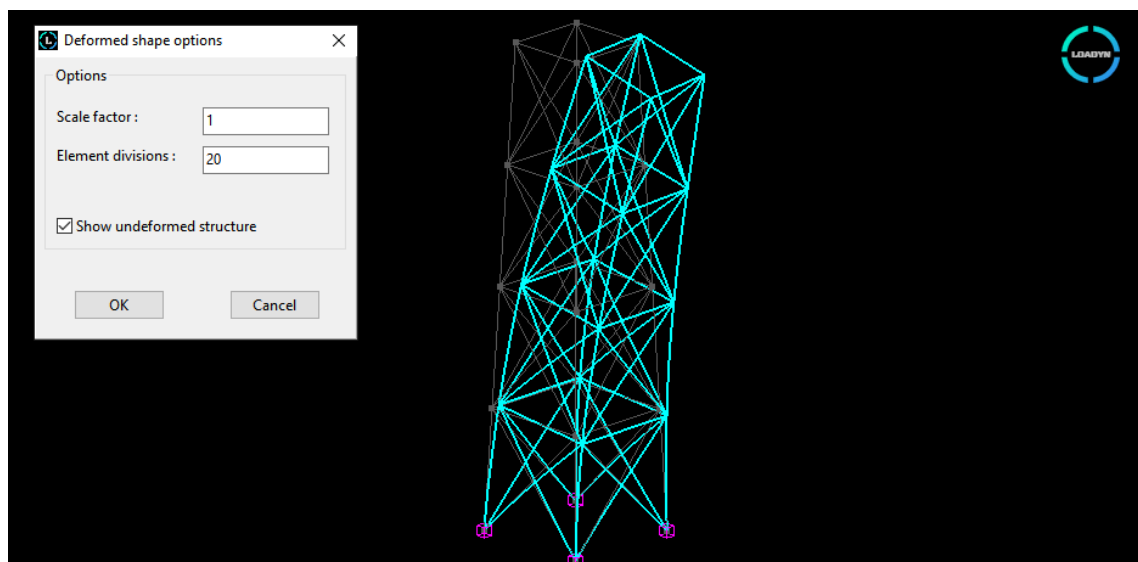 Deformed shape options
Options
Scale factor :
1
Element divisions :
20
Show undeformed structure
OK
Cancel
LOADYN